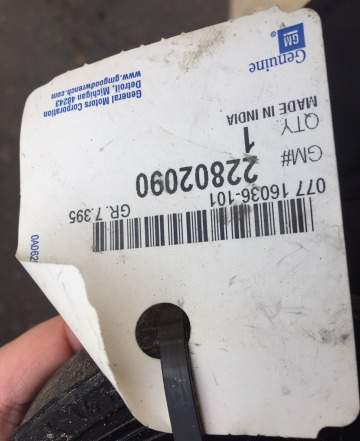 GM
Genuine
General Motors Corporation
Detroit, Michigan 48243
www.gmgoodwrench.com
MADE IN INDIA
QTY. 1
GM# 22802090
077 16036-101 GR. 7.395